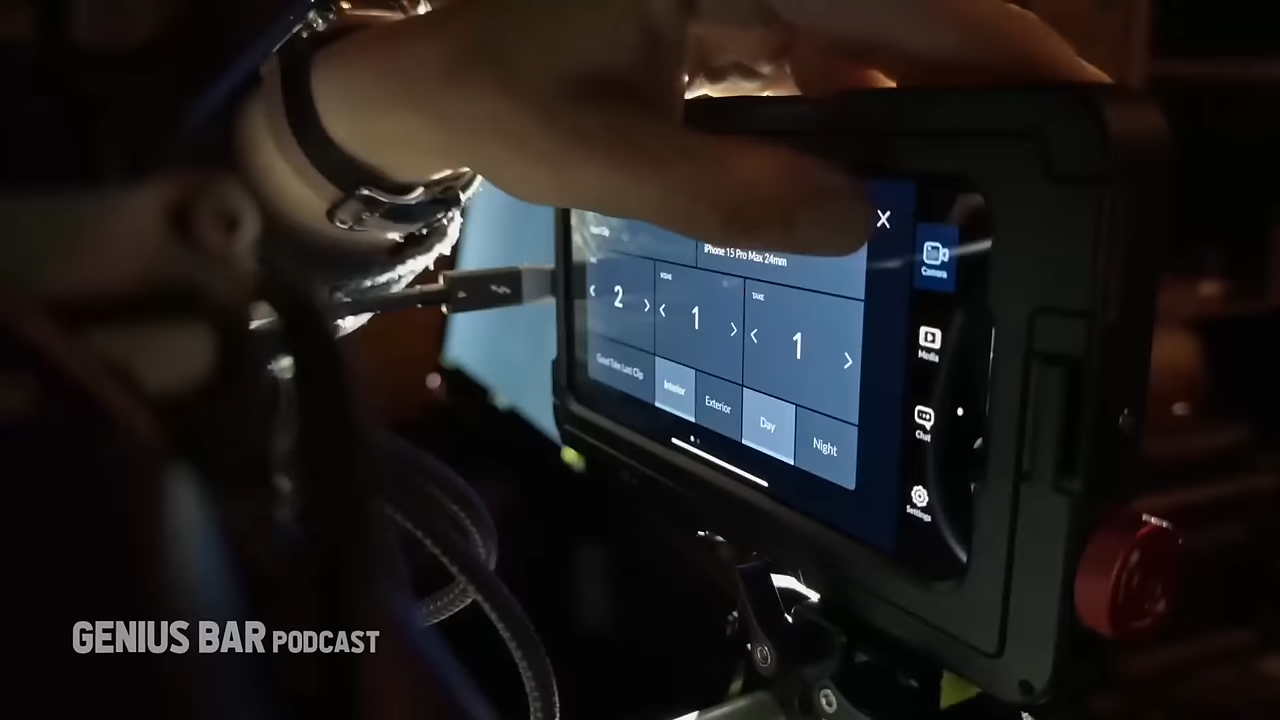 iPhone 15 Pro Max 24mm
SCENE
TAKE
< 2 >
< 1 >
< 1 >
Good Take Last Clip
Interior
Exterior
Day
Night
Camera
Media
Chat
Settings
GENIUS BAR PODCAST